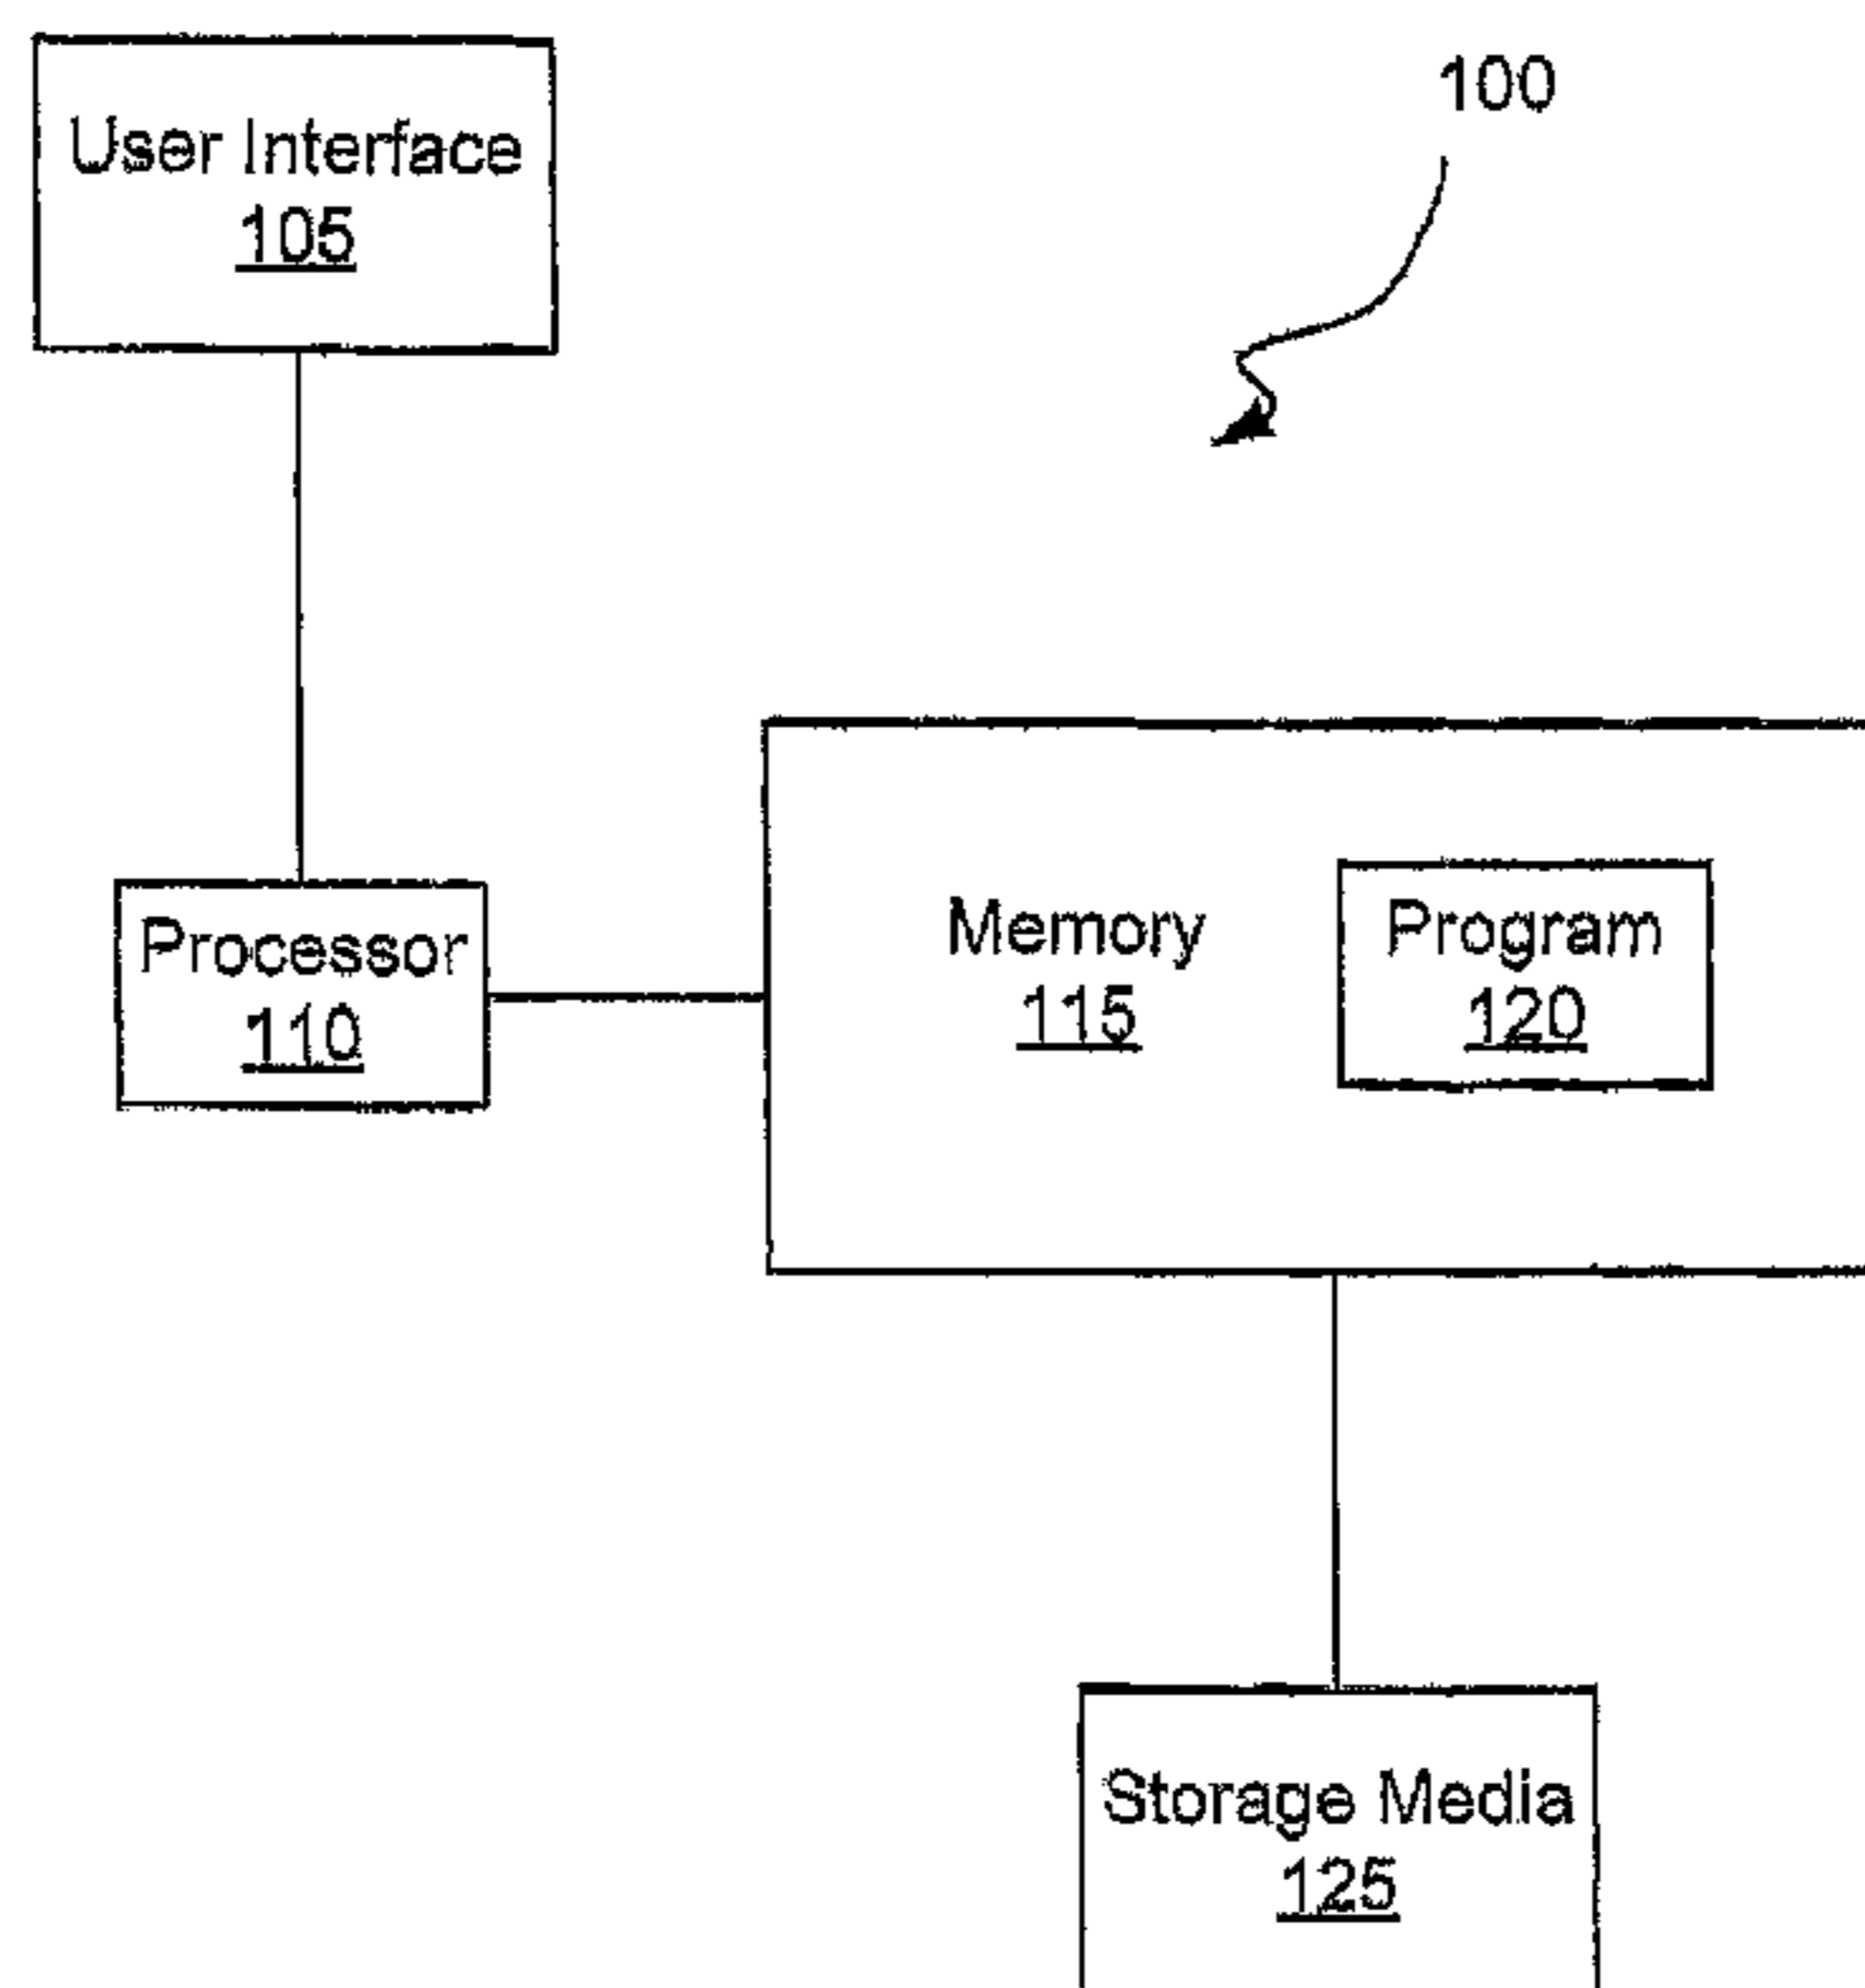 100
User Interface
105
Processor
110
Memory
115
Program
120
Storage Media
125